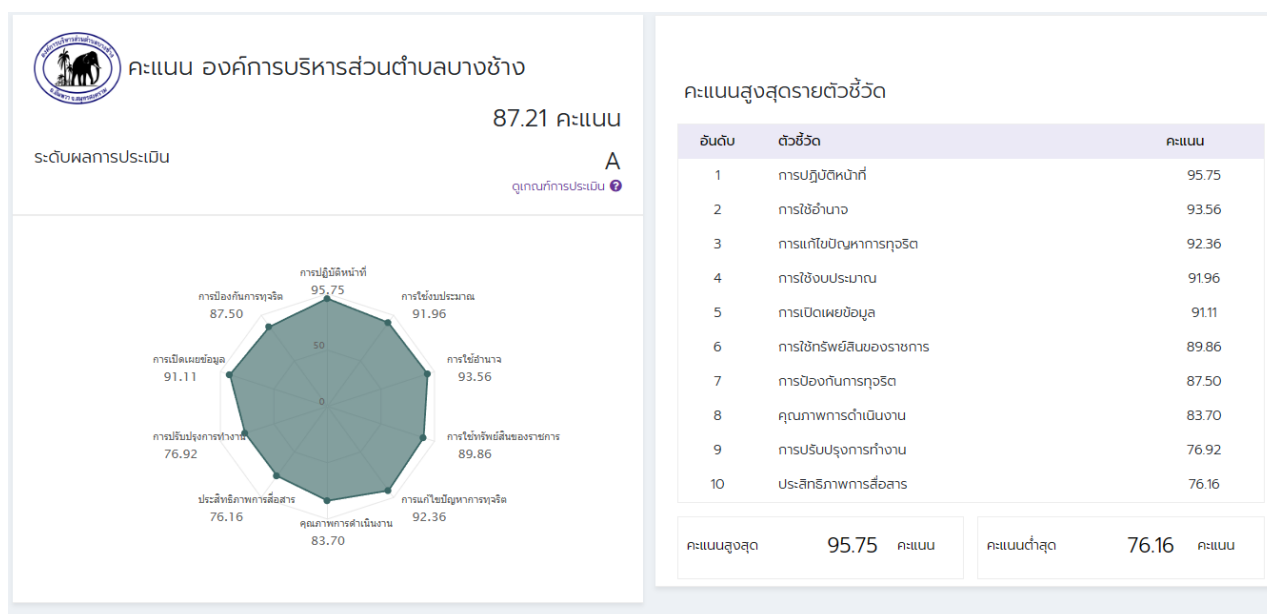 คะแนน องค์การบริหารส่วนตำบลบางช้าง
87.21 คะแนน
ระดับผลการประเมิน
A
ดูเกณฑ์การประเมิน
การปฏิบัติหน้าที่
95.75
การป้องกันการทุจริต
87.50
การใช้งบประมาณ
91.96
50
การเปิดเผยข้อมูล
91.11
การใช้อำนาจ
93.56
0
การปรับปรุงการทำงาน
76.92
การใช้ทรัพย์สินของราชการ
89.86
ประสิทธิภาพการสื่อสาร
76.16
การแก้ไขปัญหาการทุจริต
92.36
คุณภาพการดำเนินงาน
83.70
คะแนนสูงสุดรายตัวชี้วัด
อันดับ ตัวชี้วัด คะแนน
1 การปฏิบัติหน้าที่ 95.75
2 การใช้อำนาจ 93.56
3 การแก้ไขปัญหาการทุจริต 92.36
4 การใช้งบประมาณ 91.96
5 การเปิดเผยข้อมูล 91.11
6 การใช้ทรัพย์สินของราชการ 89.86
7 การป้องกันการทุจริต 87.50
8 คุณภาพการดำเนินงาน 83.70
9 การปรับปรุงการทำงาน 76.92
10 ประสิทธิภาพการสื่อสาร 76.16
คะแนนสูงสุด 95.75 คะแนน
คะแนนต่ำสุด 76.16 คะแนน